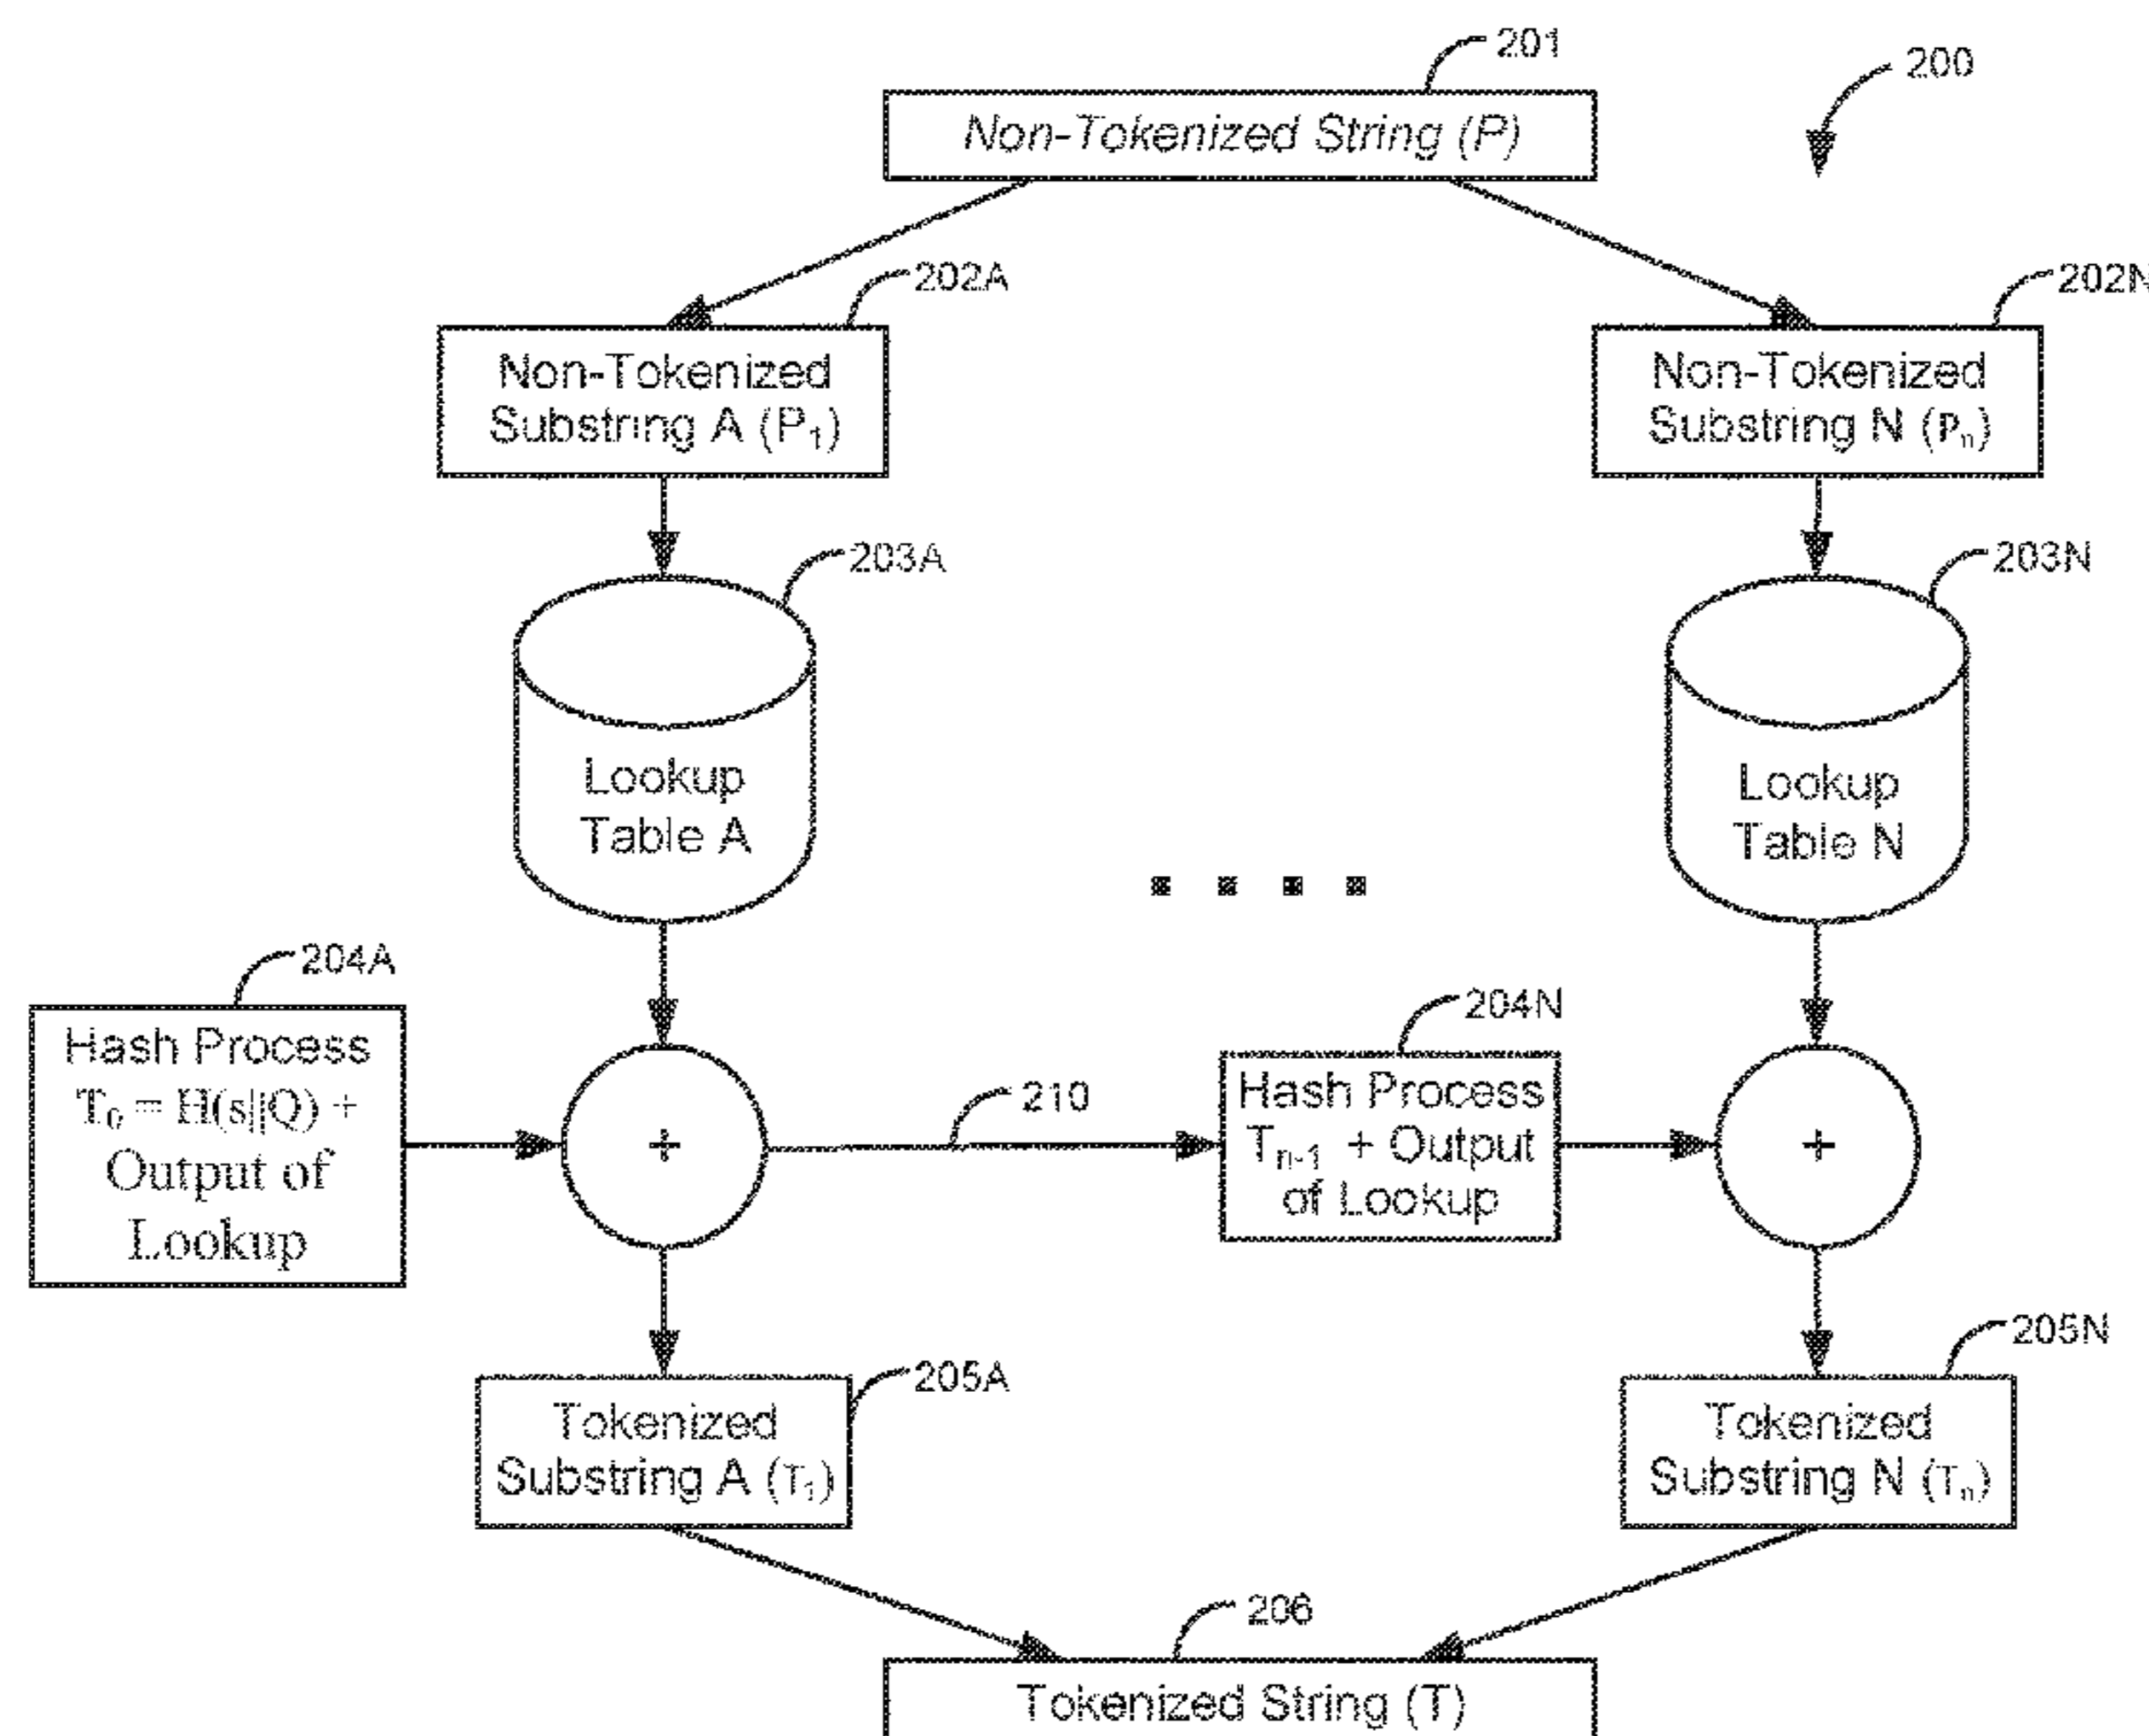 201
200
Non-Tokenized String (P)
202A
202N
Non-Tokenized
Substring A (P₁)
Non-Tokenized
Substring N (Pₙ)
203A
203N
Lookup
Table A
Lookup
Table N
204A
204N
Hash Process
T₀ = H(s||Q) +
Output of
Lookup
+
210
Hash Process
Tₙ₋₁ + Output
of Lookup
+
205A
205N
Tokenized
Substring A (T₁)
Tokenized
Substring N (Tₙ)
206
Tokenized String (T)